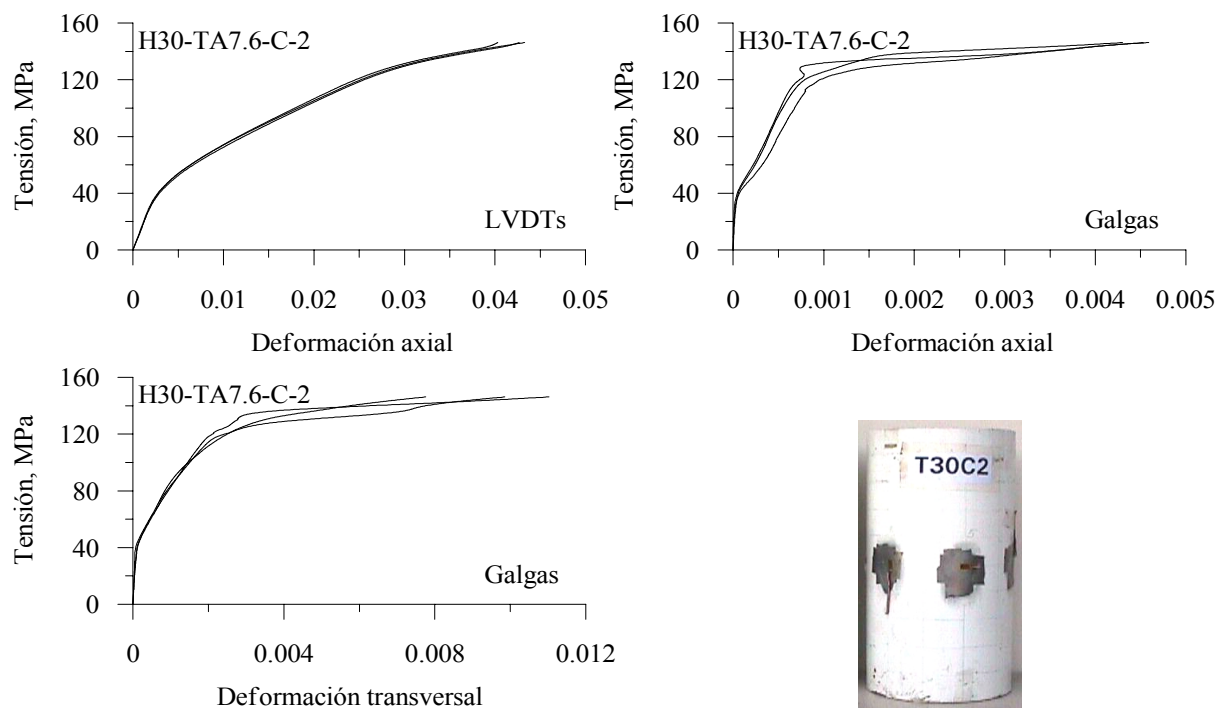 160
120
80
40
0
Tensión, MPa
H30-TA7.6-C-2
LVDTs
0 0.01 0.02 0.03 0.04 0.05
Deformación axial
160
120
80
40
0
Tensión, MPa
H30-TA7.6-C-2
Galgas
0 0.001 0.002 0.003 0.004 0.005
Deformación axial
160
120
80
40
0
Tensión, MPa
H30-TA7.6-C-2
Galgas
0 0.004 0.008 0.012
Deformación transversal
T30C2